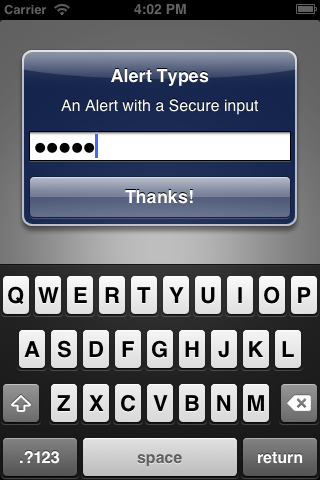 Carrier 4:02 PM
Alert Types
An Alert with a Secure input
●●●●●
Thanks!
Q W E R T Y U I O P
A S D F G H J K L
Z X C V B N M
.?123 space return